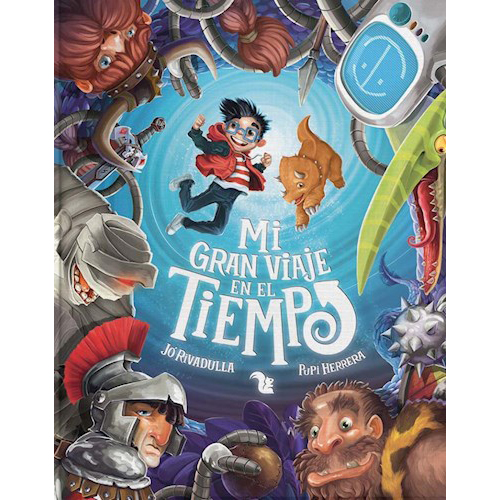 MI
GRAN VIAJE
EN EL
TIEMPO
JO RIVADULLA
PUPI HERRERA